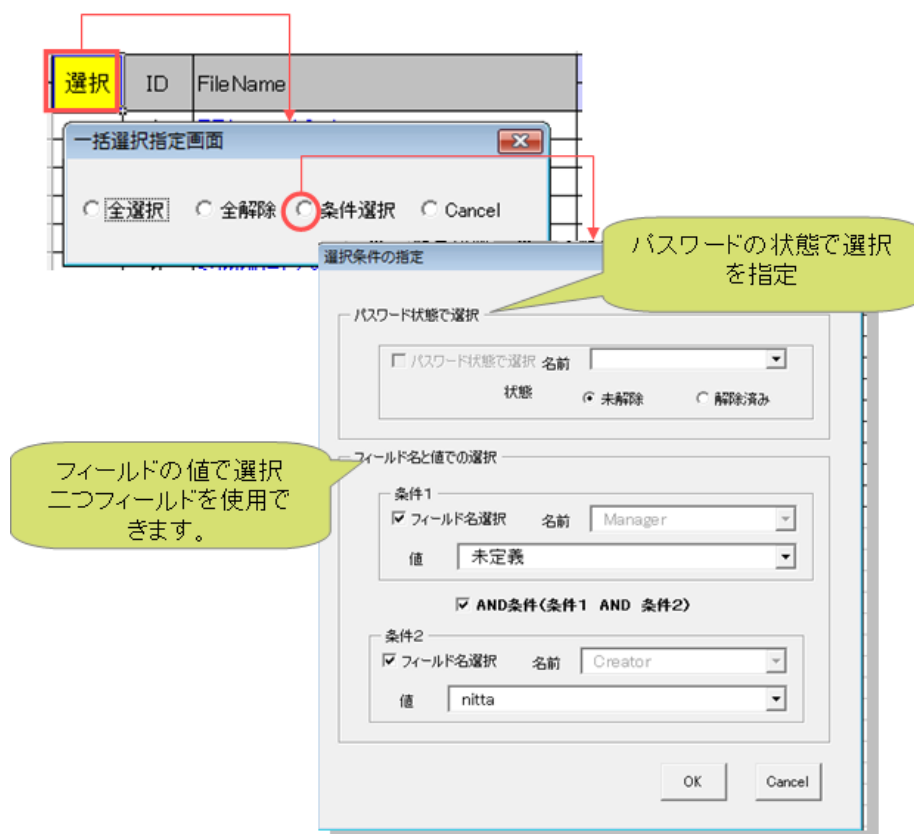 選択 ID FileName
一括選択指定画面
全選択 全解除 条件選択 Cancel
選択条件の指定
パスワードの状態で選択
を指定
パスワード状態で選択
パスワード状態で選択 名前
状態 未解除 解除済み
フィールドの値で選択
二つフィールドを使用で
きます。
フィールド名と値での選択
条件1
フィールド名選択 名前 Manager
値 未定義
AND条件(条件1 AND 条件2)
条件2
フィールド名選択 名前 Creator
値 nitta
OK Cancel